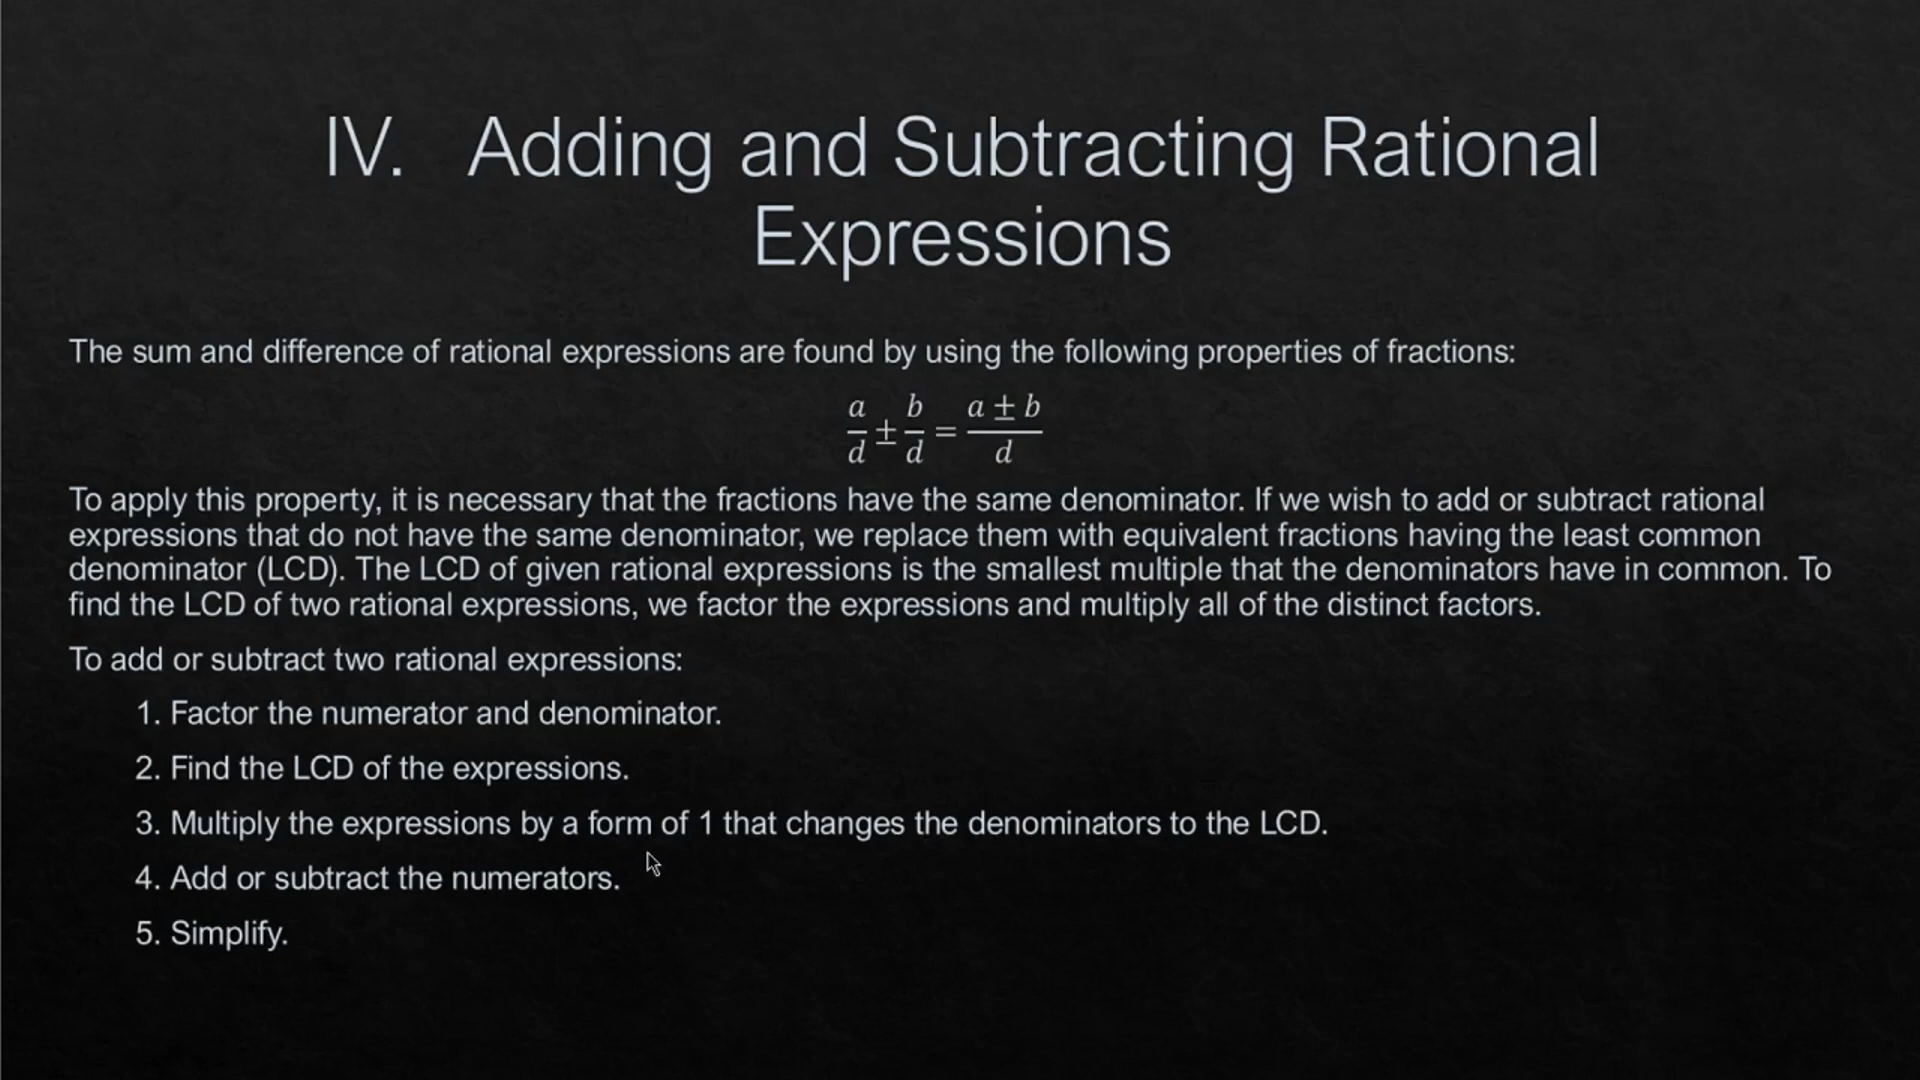 IV. Adding and Subtracting Rational
Expressions
The sum and difference of rational expressions are found by using the following properties of fractions:
a/d ± b/d = (a ± b)/d
To apply this property, it is necessary that the fractions have the same denominator. If we wish to add or subtract rational
expressions that do not have the same denominator, we replace them with equivalent fractions having the least common
denominator (LCD). The LCD of given rational expressions is the smallest multiple that the denominators have in common. To
find the LCD of two rational expressions, we factor the expressions and multiply all of the distinct factors.
To add or subtract two rational expressions:
1. Factor the numerator and denominator.
2. Find the LCD of the expressions.
3. Multiply the expressions by a form of 1 that changes the denominators to the LCD.
4. Add or subtract the numerators.
5. Simplify.